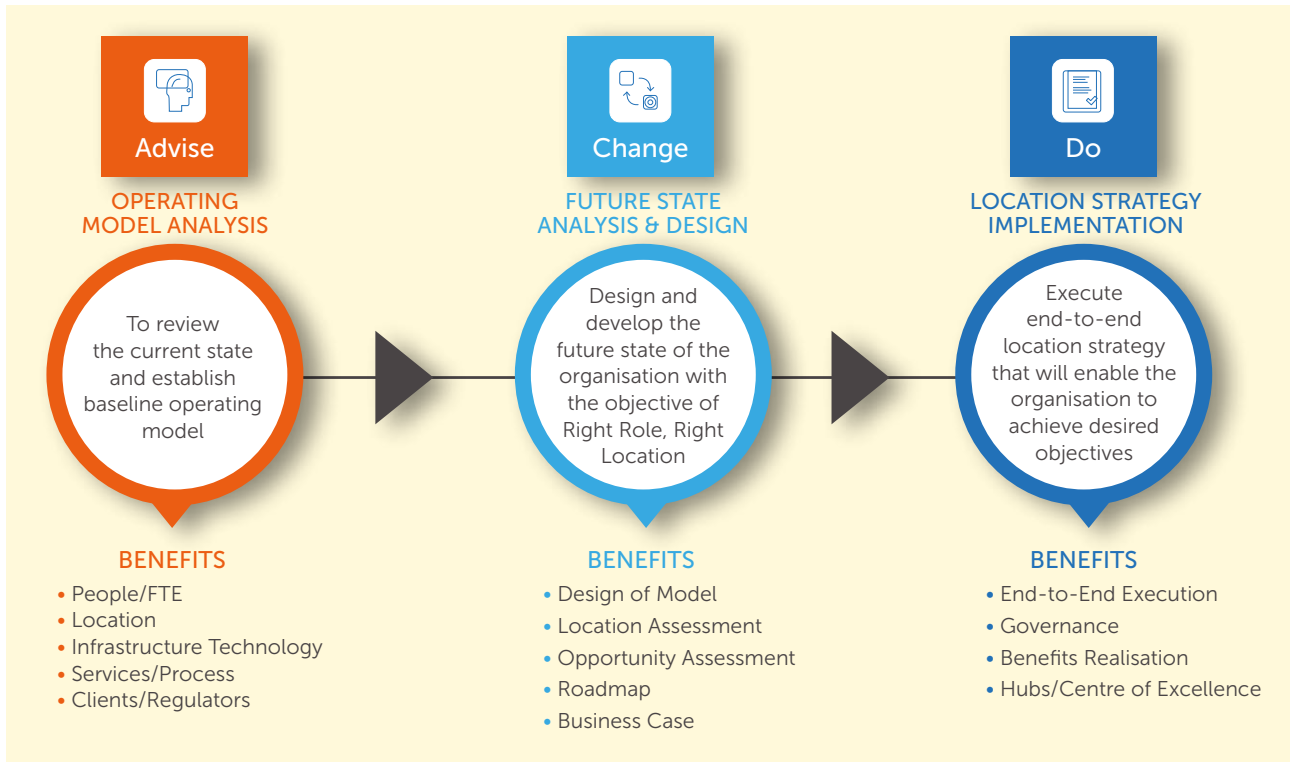 Advise
OPERATING
MODEL ANALYSIS
To review
the current state
and establish
baseline operating
model
BENEFITS
• People/FTE
• Location
• Infrastructure Technology
• Services/Process
• Clients/Regulators
Change
FUTURE STATE
ANALYSIS & DESIGN
Design and
develop the
future state of the
organisation with
the objective of
Right Role, Right
Location
BENEFITS
• Design of Model
• Location Assessment
• Opportunity Assessment
• Roadmap
• Business Case
Do
LOCATION STRATEGY
IMPLEMENTATION
Execute
end-to-end
location strategy
that will enable the
organisation to
achieve desired
objectives
BENEFITS
• End-to-End Execution
• Governance
• Benefits Realisation
• Hubs/Centre of Excellence